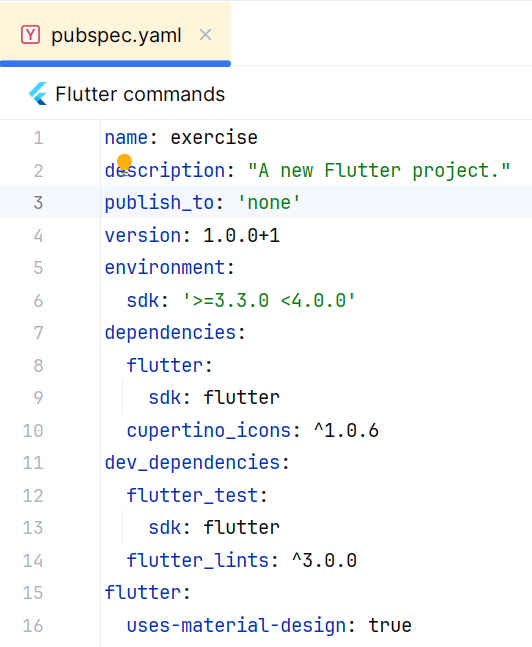 pubspec.yaml
Flutter commands
1 name: exercise
2 description: "A new Flutter project."
3 publish_to: 'none'
4 version: 1.0.0+1
5 environment:
6   sdk: '>=3.3.0 <4.0.0'
7 dependencies:
8   flutter:
9     sdk: flutter
10   cupertino_icons: ^1.0.6
11 dev_dependencies:
12   flutter_test:
13     sdk: flutter
14   flutter_lints: ^3.0.0
15 flutter:
16   uses-material-design: true